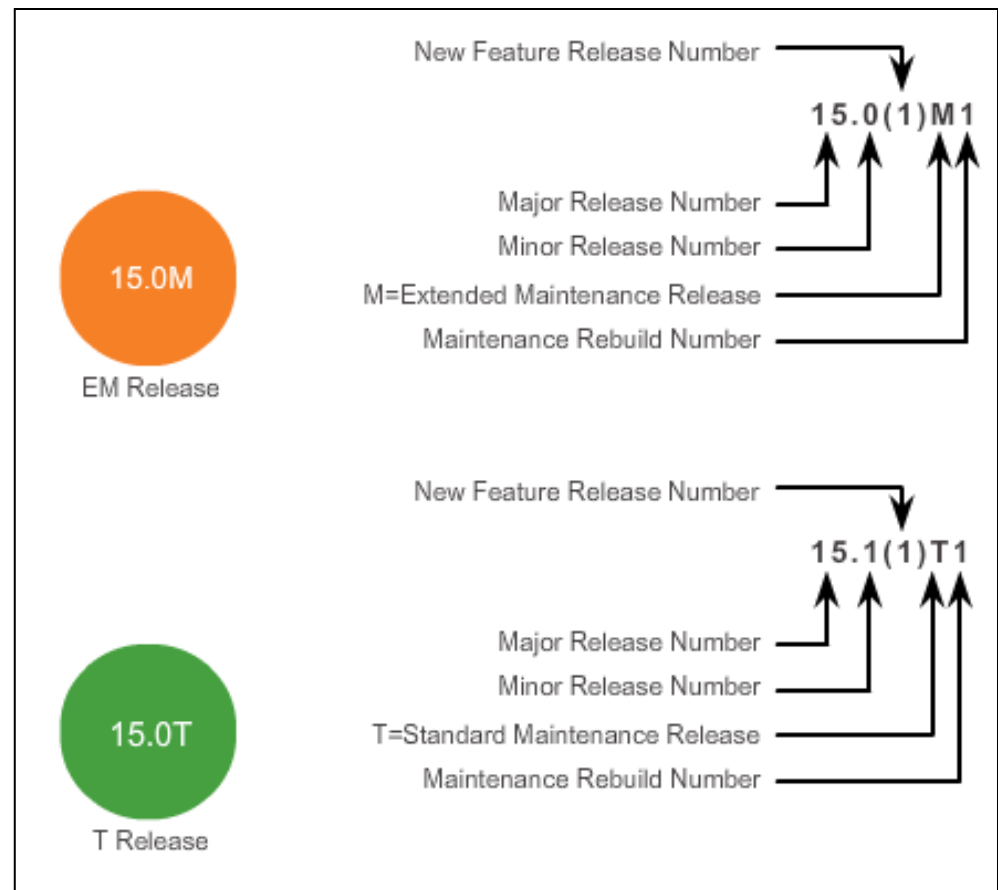 New Feature Release Number
15.0(1)M1
Major Release Number
Minor Release Number
15.0M
M=Extended Maintenance Release
Maintenance Rebuild Number
EM Release
New Feature Release Number
15.1(1)T1
Major Release Number
Minor Release Number
15.0T
T=Standard Maintenance Release
Maintenance Rebuild Number
T Release